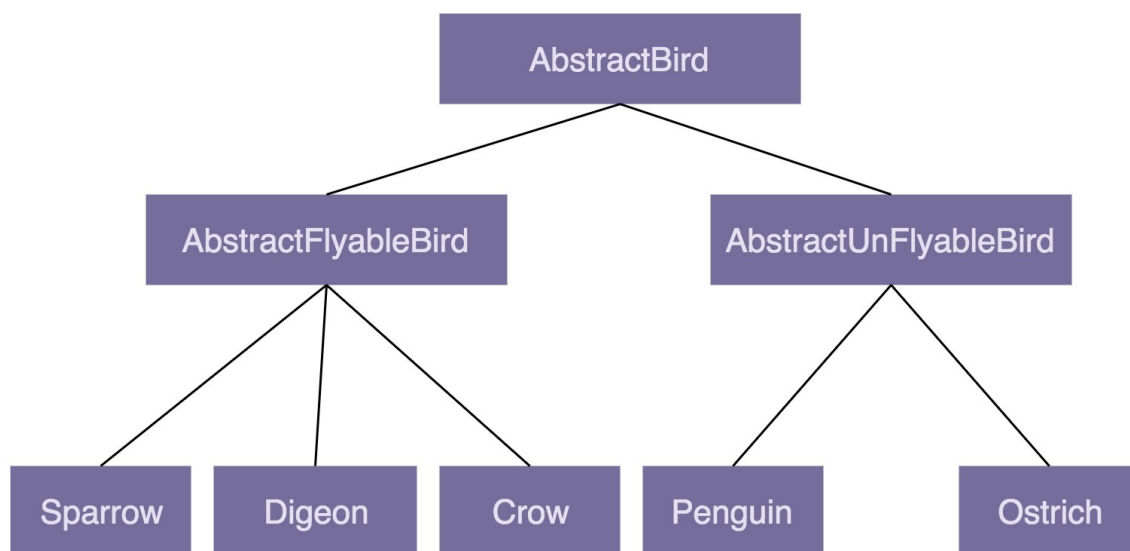 AbstractBird
AbstractFlyableBird
AbstractUnFlyableBird
Sparrow
Digeon
Crow
Penguin
Ostrich